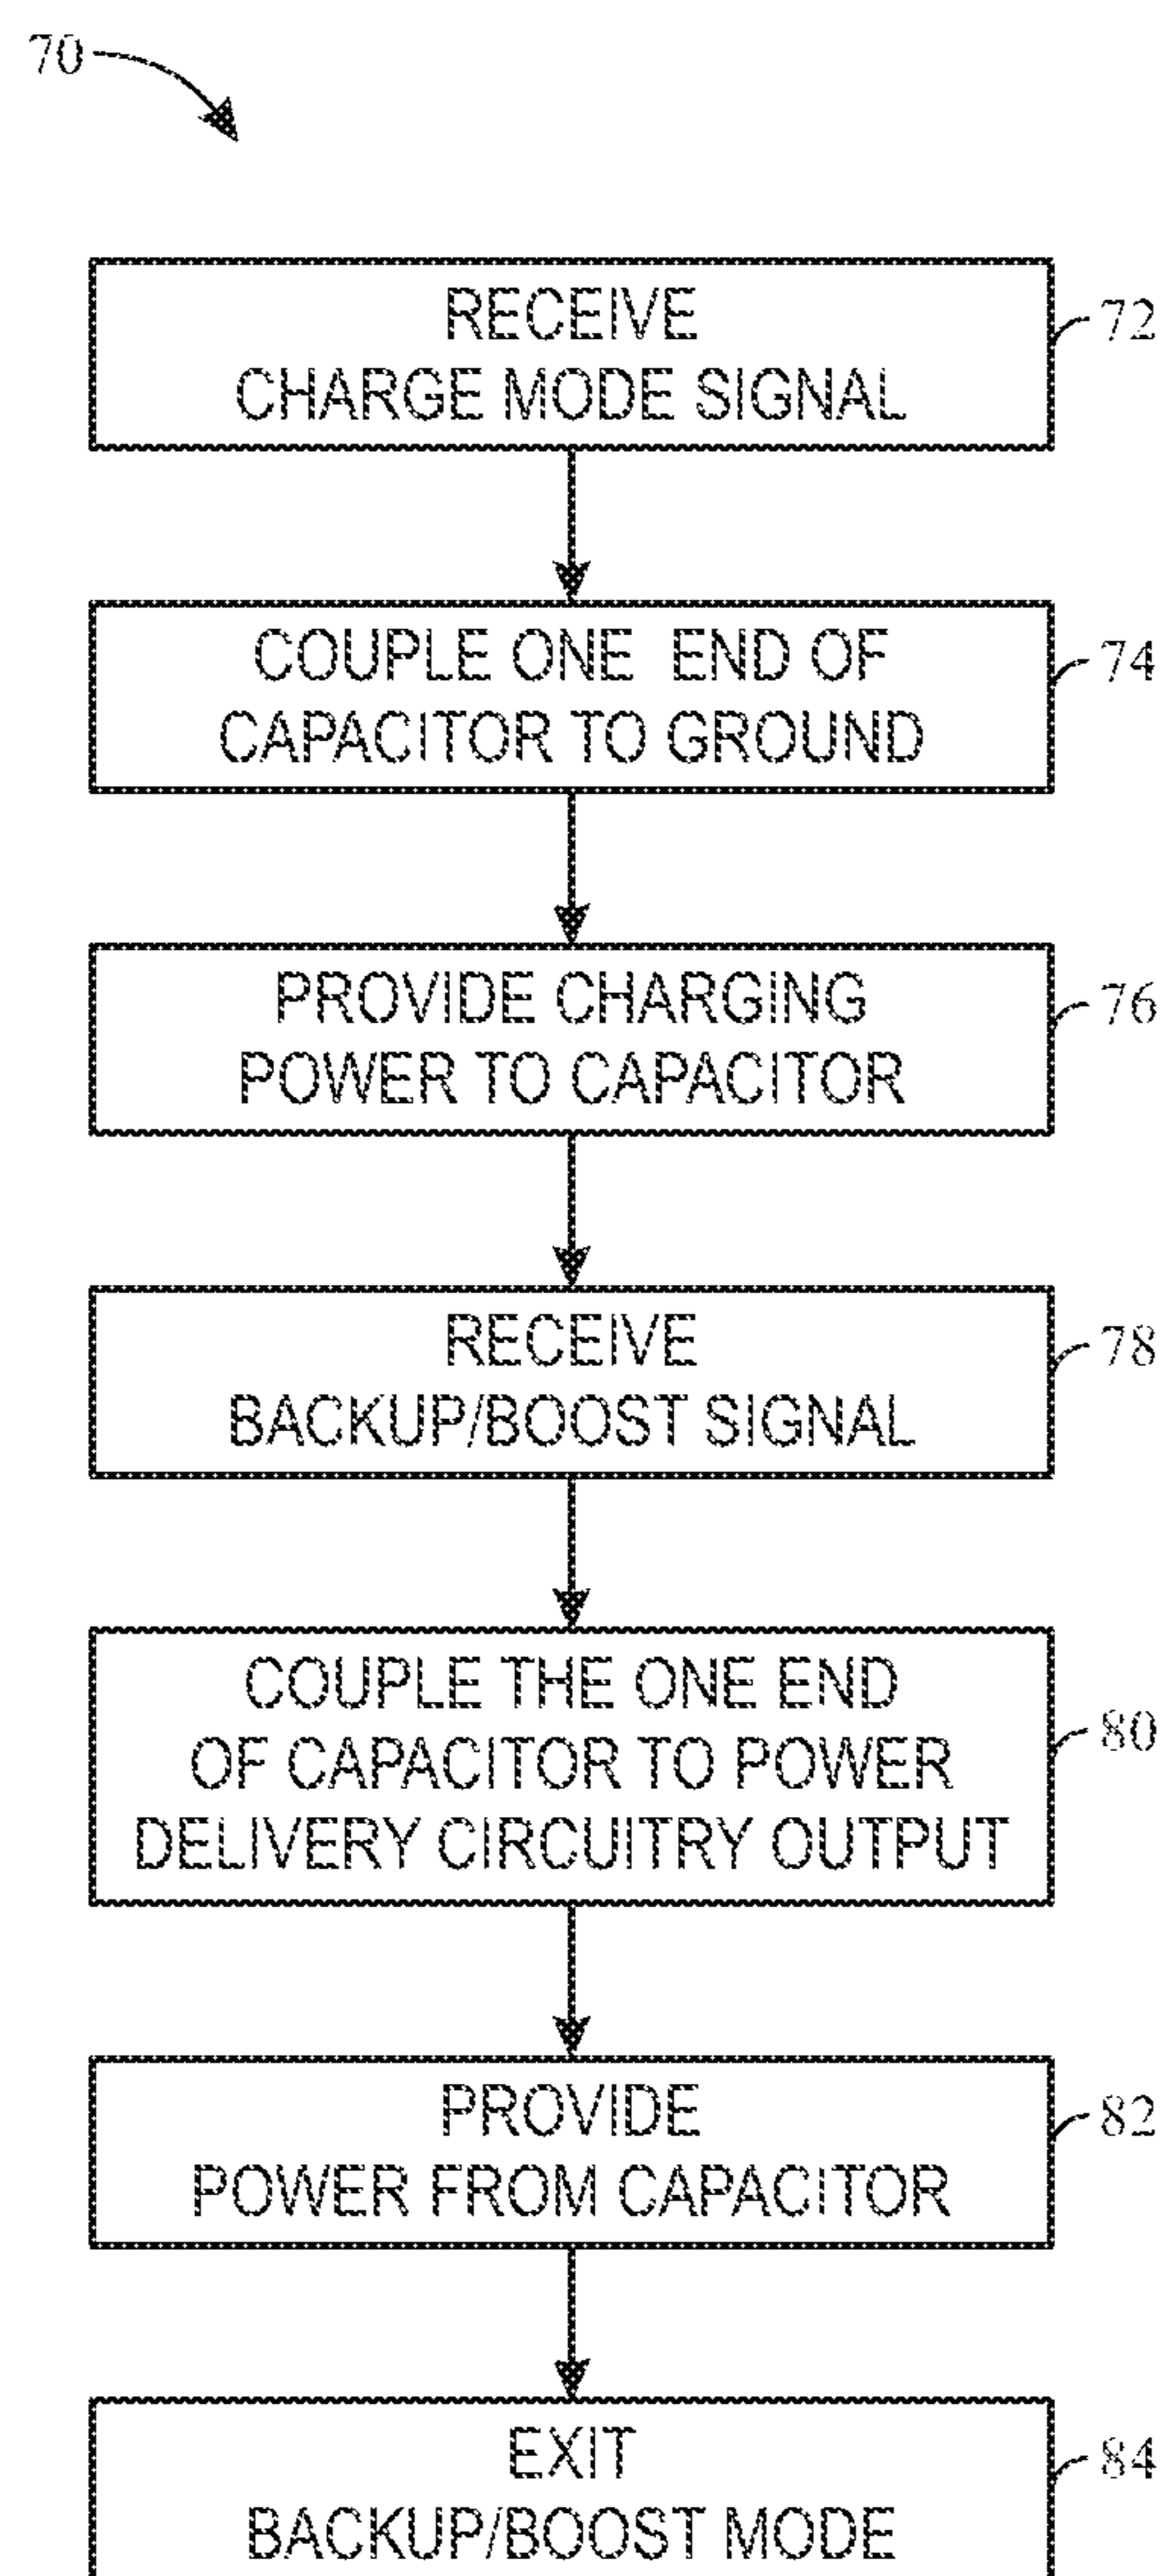 70
RECEIVE
CHARGE MODE SIGNAL
72
COUPLE ONE END OF
CAPACITOR TO GROUND
74
PROVIDE CHARGING
POWER TO CAPACITOR
76
RECEIVE
BACKUP/BOOST SIGNAL
78
COUPLE THE ONE END
OF CAPACITOR TO POWER
DELIVERY CIRCUITRY OUTPUT
80
PROVIDE
POWER FROM CAPACITOR
82
EXIT
BACKUP/BOOST MODE
84